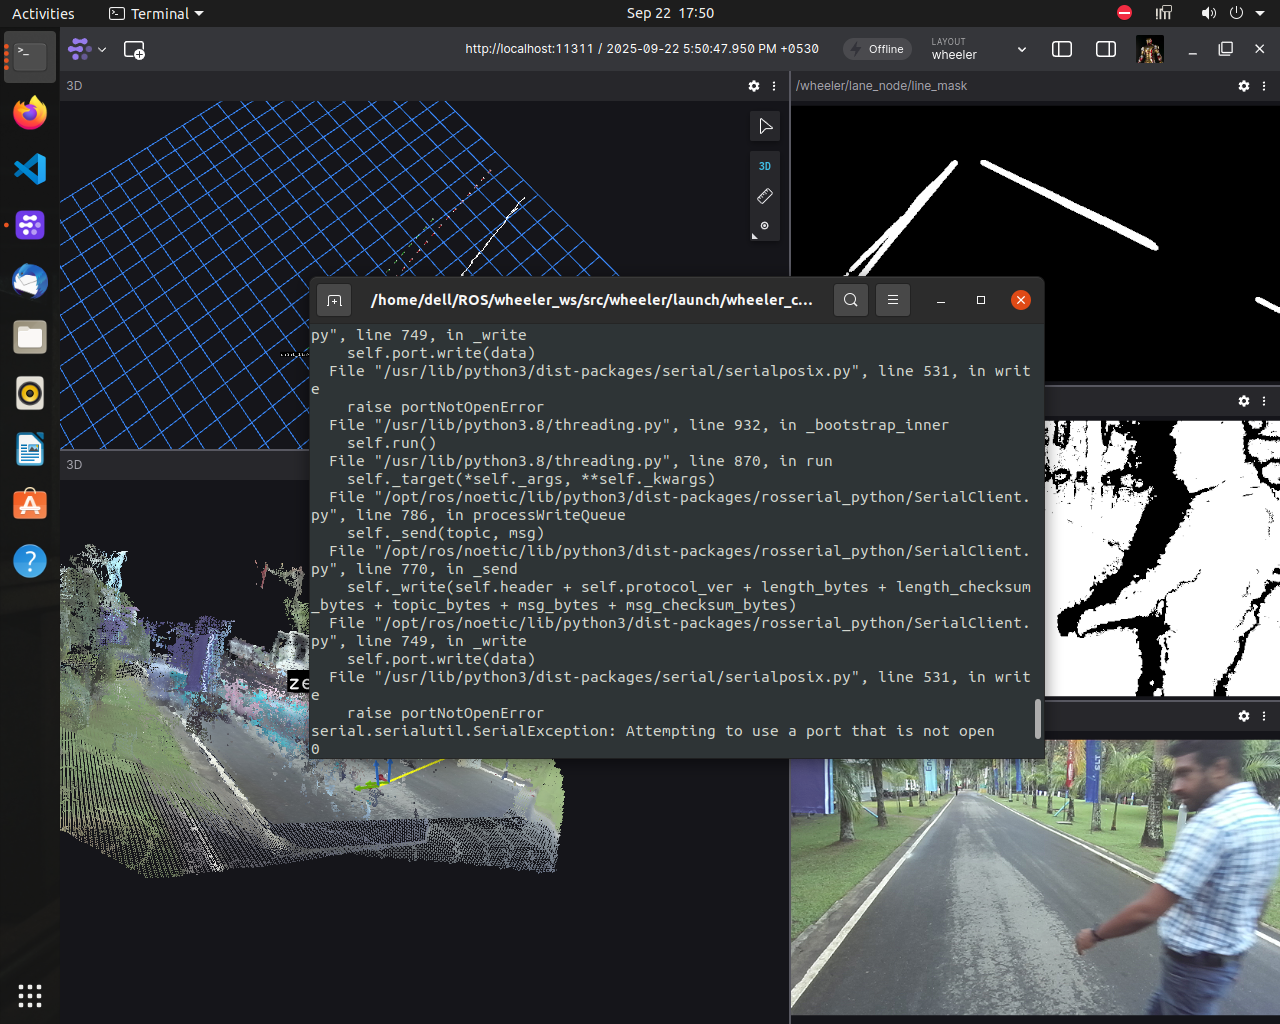 Activities
Terminal
Sep 22 17:50
http://localhost:11311 / 2025-09-22 5:50:47.950 PM +0530
Offline
LAYOUT
wheeler
3D
/wheeler/lane_node/line_mask
3D
/home/dell/ROS/wheeler_ws/src/wheeler/launch/wheeler_c...
py", line 749, in _write
self.port.write(data)
File "/usr/lib/python3/dist-packages/serial/serialposix.py", line 531, in writ
e
raise portNotOpenError
File "/usr/lib/python3.8/threading.py", line 932, in _bootstrap_inner
self.run()
File "/usr/lib/python3.8/threading.py", line 870, in run
self._target(*self._args, **self._kwargs)
File "/opt/ros/noetic/lib/python3/dist-packages/rosserial_python/SerialClient.
py", line 786, in processWriteQueue
self._send(topic, msg)
File "/opt/ros/noetic/lib/python3/dist-packages/rosserial_python/SerialClient.
py", line 770, in _send
self._write(self.header + self.protocol_ver + length_bytes + length_checksum
_bytes + topic_bytes + msg_bytes + msg_checksum_bytes)
File "/opt/ros/noetic/lib/python3/dist-packages/rosserial_python/SerialClient.
py", line 749, in _write
self.port.write(data)
File "/usr/lib/python3/dist-packages/serial/serialposix.py", line 531, in writ
e
raise portNotOpenError
serial.serialutil.SerialException: Attempting to use a port that is not open
0
3D
ze
SLT